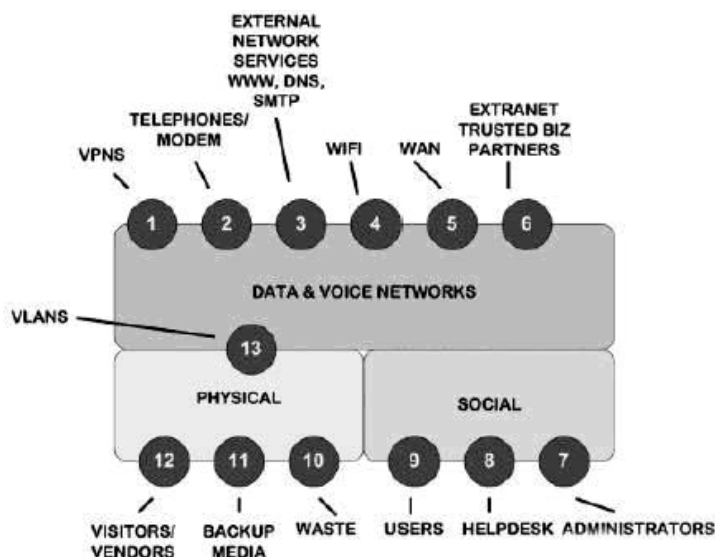 EXTERNAL
NETWORK
SERVICES
WWW, DNS,
SMTP
TELEPHONES/
MODEM
EXTRANET
TRUSTED BIZ
PARTNERS
VPNS
WIFI
WAN
1
2
3
4
5
6
DATA & VOICE NETWORKS
VLANS
13
PHYSICAL
SOCIAL
12
11
10
9
8
7
VISITORS/
VENDORS
BACKUP
MEDIA
WASTE
USERS
HELPDESK
ADMINISTRATORS